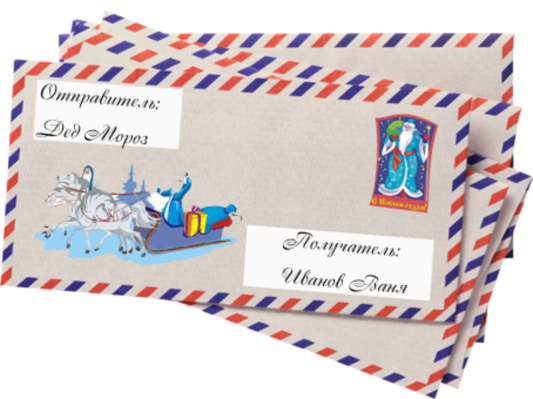 Отправитель:
Дед Мороз
С Новым годом!
Получатель:
Иванов Ваня